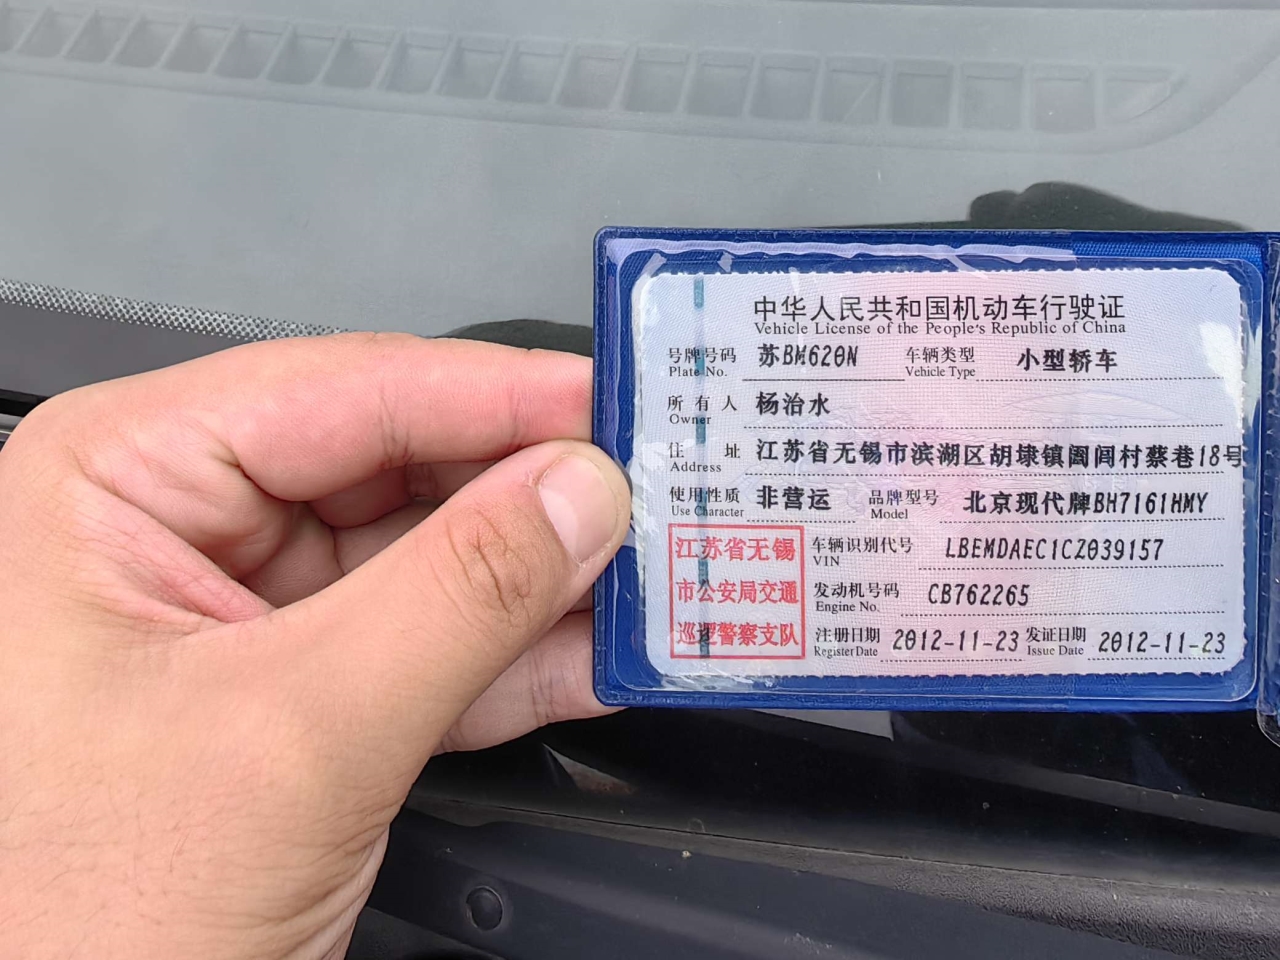 中华人民共和国机动车行驶证
Vehicle License of the People's Republic of China
号牌号码 苏BM620N 车辆类型 小型轿车
Plate No. Vehicle Type
所有人 杨治水
Owner
住址 江苏省无锡市滨湖区胡埭镇阖闾村蔡巷18号
Address
使用性质 非营运 品牌型号 北京现代牌BH7161HMY
Use Character Model
江苏省无锡
市公安局交通
巡逻警察支队
车辆识别代号 LBEMDAEC1CZ039157
VIN
发动机号码 CB762265
Engine No.
注册日期 2012-11-23 发证日期 2012-11-23
Register Date Issue Date